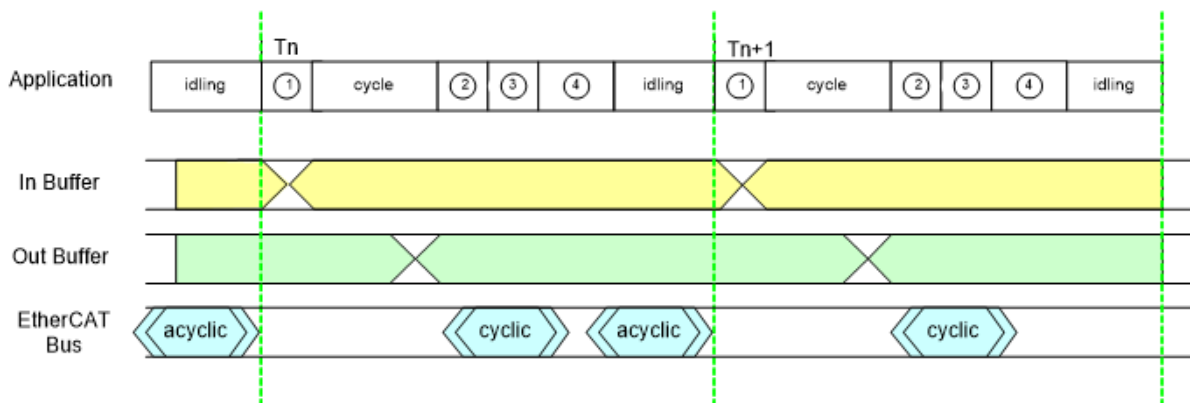 Tn Tn+1
Application idling ① cycle ② ③ ④ idling ① cycle ② ③ ④ idling
In Buffer
Out Buffer
EtherCAT
Bus
acyclic cyclic acyclic cyclic